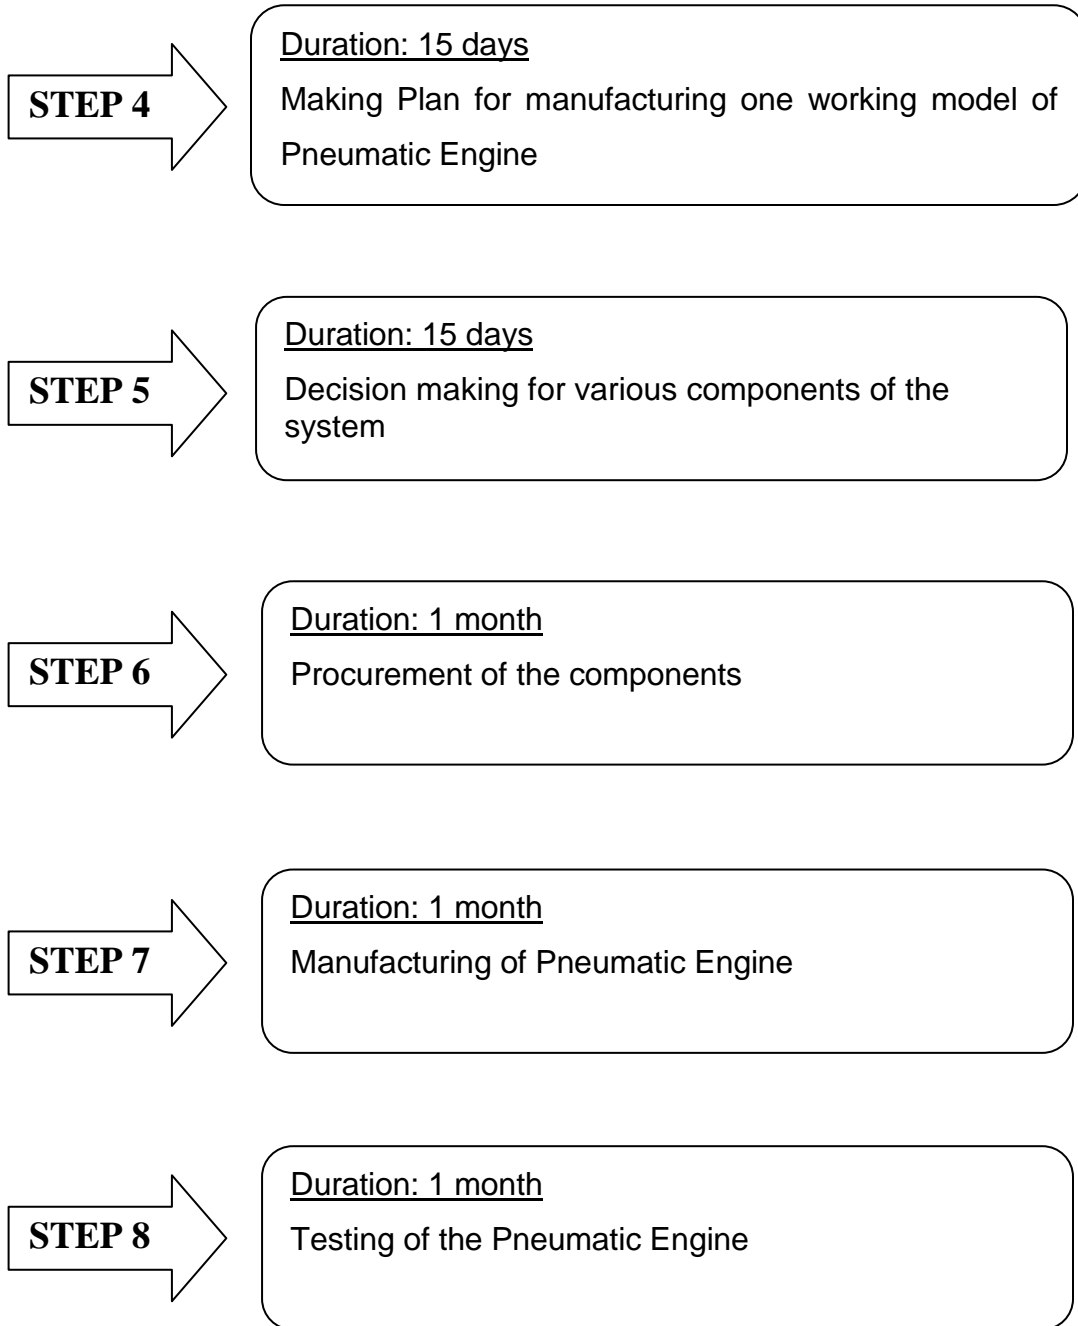 STEP 4
Duration: 15 days
Making Plan for manufacturing one working model of
Pneumatic Engine
STEP 5
Duration: 15 days
Decision making for various components of the
system
STEP 6
Duration: 1 month
Procurement of the components
STEP 7
Duration: 1 month
Manufacturing of Pneumatic Engine
STEP 8
Duration: 1 month
Testing of the Pneumatic Engine